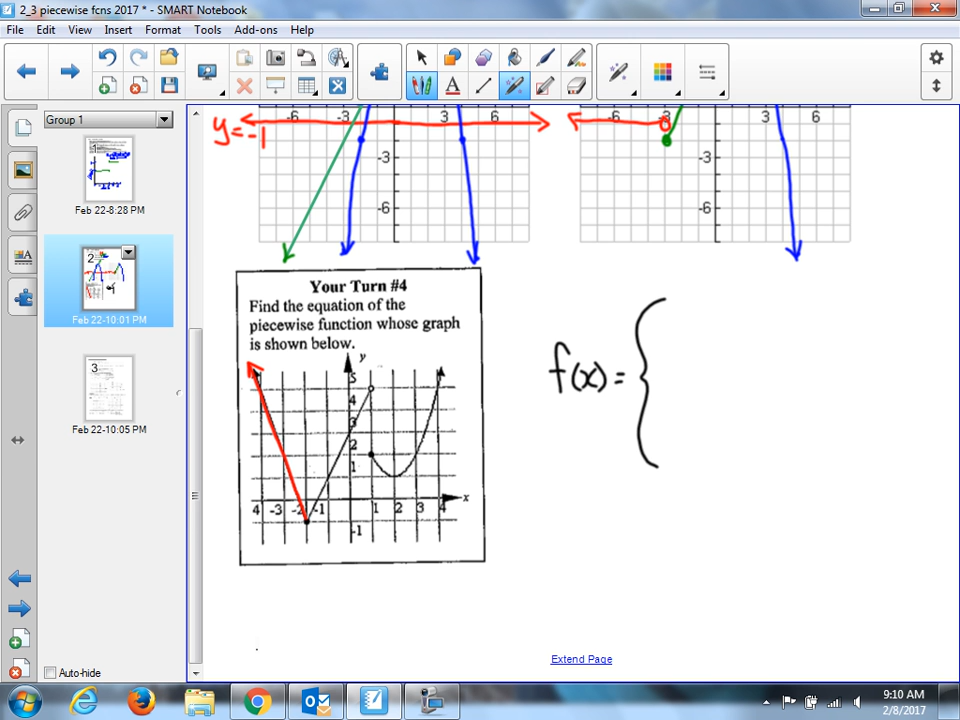 2_3 piecewise fcns 2017 * - SMART Notebook
File Edit View Insert Format Tools Add-ons Help
Group 1
1
Feb 22-8:28 PM
2
Feb 22-10:01 PM
3
Feb 22-10:05 PM
Auto-hide
-6 -3 3 6
y=-1
-3
-6
-6 -3 3 6
-3
-6
Your Turn #4
Find the equation of the
piecewise function whose graph
is shown below.
y
5
4
3
2
1
4 -3 -2 -1 1 2 3 4 x
-1
f(x) = {
Extend Page
9:10 AM
2/8/2017